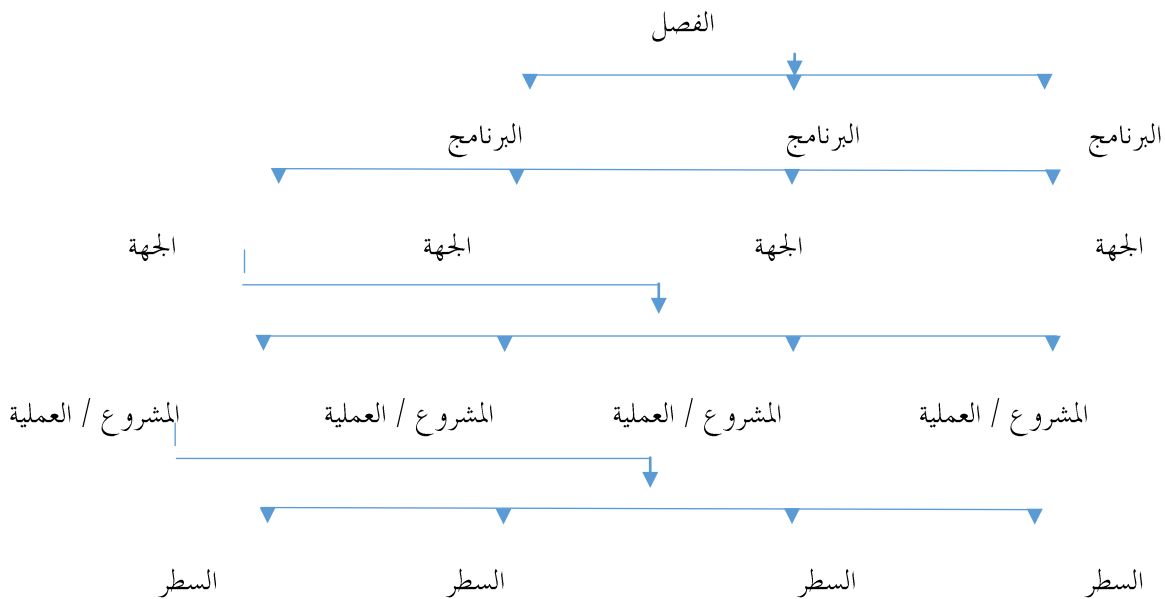 الفصل
البرنامج البرنامج البرنامج
الجهة الجهة الجهة الجهة
المشروع / العملية المشروع / العملية المشروع / العملية المشروع / العملية
السطر السطر السطر السطر